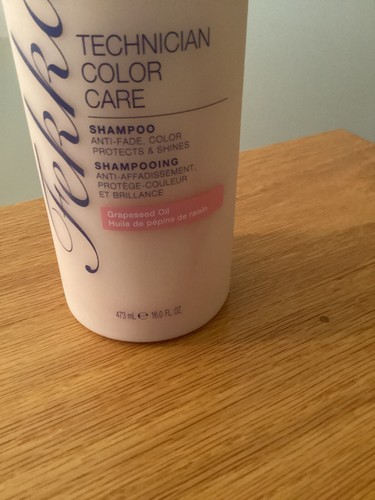 Fekkai
TECHNICIAN
COLOR
CARE
SHAMPOO
ANTI-FADE, COLOR
PROTECTS & SHINES
SHAMPOOING
ANTI-AFFADISSEMENT,
PROTÈGE-COULEUR
ET BRILLANCE
Grapeseed Oil
Huile de pépins de raisin
473 mL ℮ 16.0 FL OZ